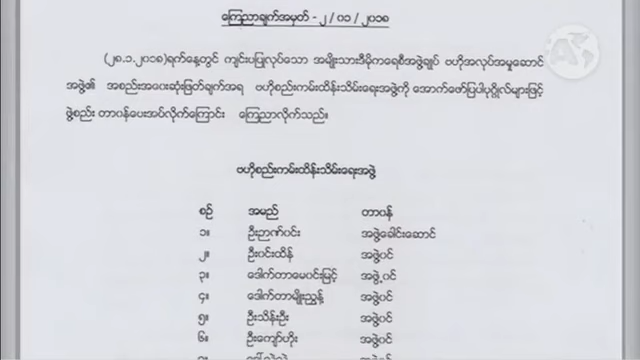 ကြေညာချက်အမှတ် - ၂ / ၀၁ / ၂၀၁၈
(၂၈.၁.၂၀၁၈)ရက်နေ့တွင် ကျင်းပပြုလုပ်သော အမျိုးသားဒီမိုကရေစီအဖွဲ့ချုပ် ဗဟိုအလုပ်အမှုဆောင်
အဖွဲ့၏ အစည်းအဝေးဆုံးဖြတ်ချက်အရ ဗဟိုစည်းကမ်းထိန်းသိမ်းရေးအဖွဲ့ကို အောက်ဖော်ပြပါပုဂ္ဂိုလ်များဖြင့်
ဖွဲ့စည်း တာဝန်ပေးအပ်လိုက်ကြောင်း ကြေညာလိုက်သည်။
ဗဟိုစည်းကမ်းထိန်းသိမ်းရေးအဖွဲ့
စဉ် အမည် တာဝန်
၁။ ဦးဉာဏ်ဝင်း အဖွဲ့ခေါင်းဆောင်
၂။ ဦးဝင်းထိန် အဖွဲ့ဝင်
၃။ ဒေါက်တာမေဝင်းမြင့် အဖွဲ့ဝင်
၄။ ဒေါက်တာမျိုးညွန့် အဖွဲ့ဝင်
၅။ ဦးသိန်းဦး အဖွဲ့ဝင်
၆။ ဦးကျော်ဟိုး အဖွဲ့ဝင်